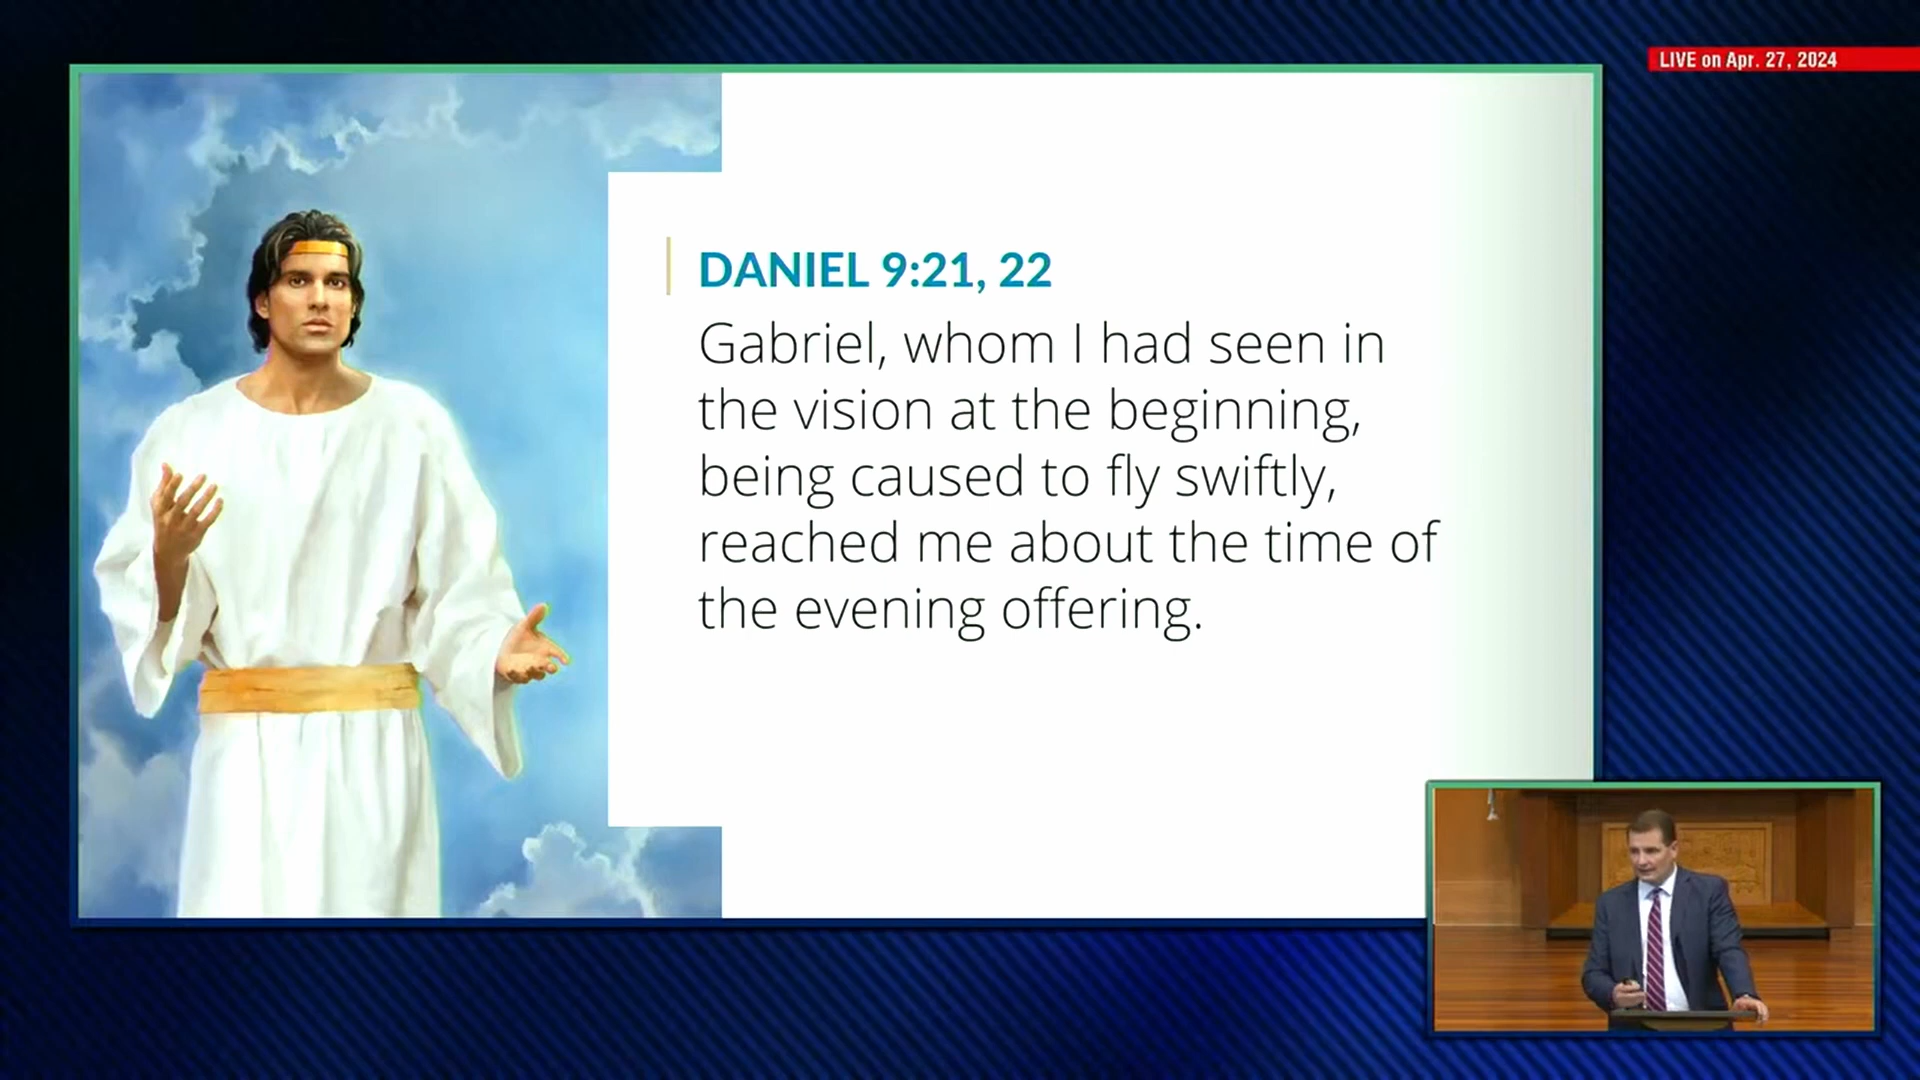 LIVE on Apr. 27, 2024
DANIEL 9:21, 22
Gabriel, whom I had seen in
the vision at the beginning,
being caused to fly swiftly,
reached me about the time of
the evening offering.